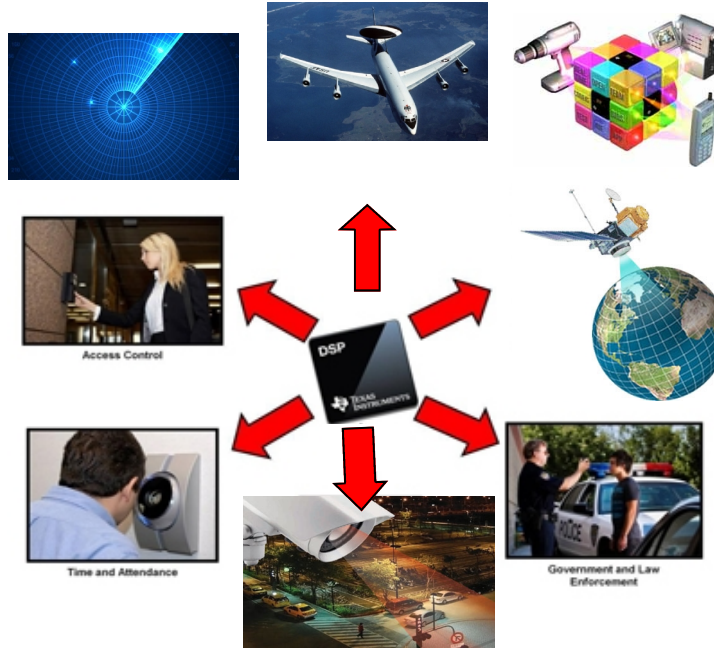 Access Control
DSP
TEXAS
INSTRUMENTS
Time and Attendance
POLICE
Government and Law
Enforcement